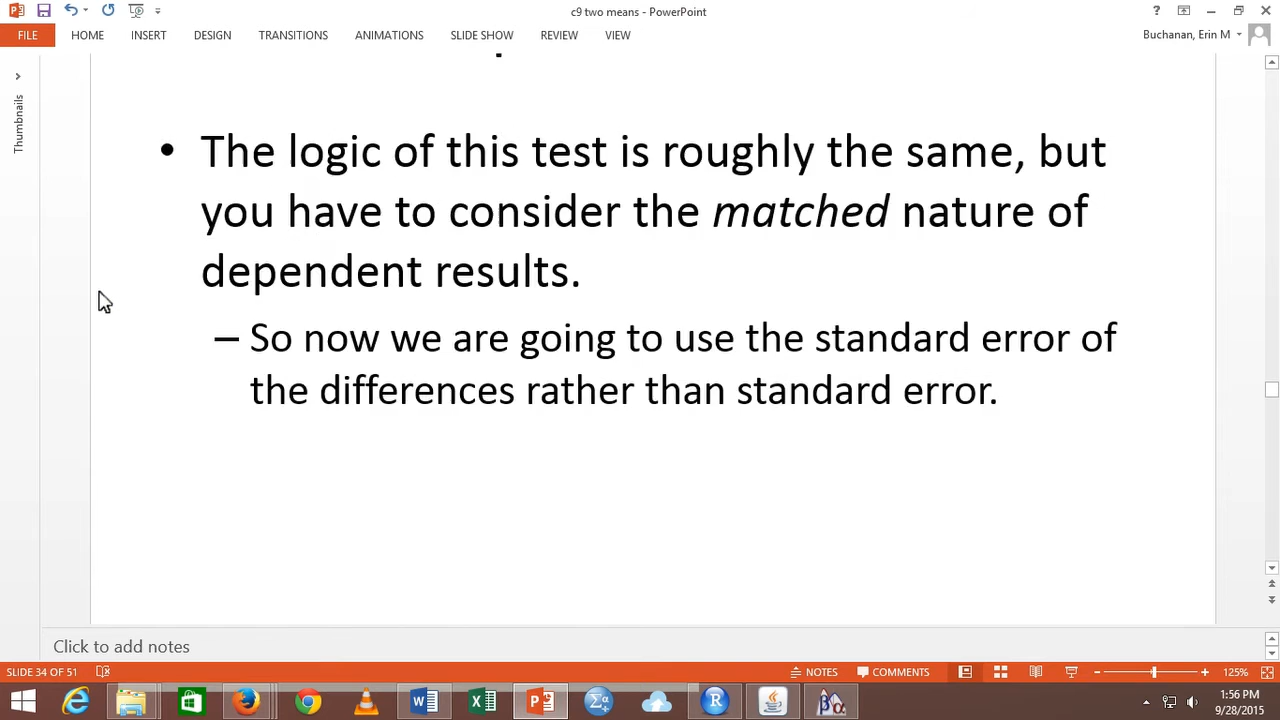 c9 two means - PowerPoint
?
FILE HOME INSERT DESIGN TRANSITIONS ANIMATIONS SLIDE SHOW REVIEW VIEW
Buchanan, Erin M
Thumbnails
• The logic of this test is roughly the same, but
you have to consider the matched nature of
dependent results.
– So now we are going to use the standard error of
the differences rather than standard error.
Click to add notes
SLIDE 34 OF 51
NOTES COMMENTS
125%
1:56 PM
9/28/2015